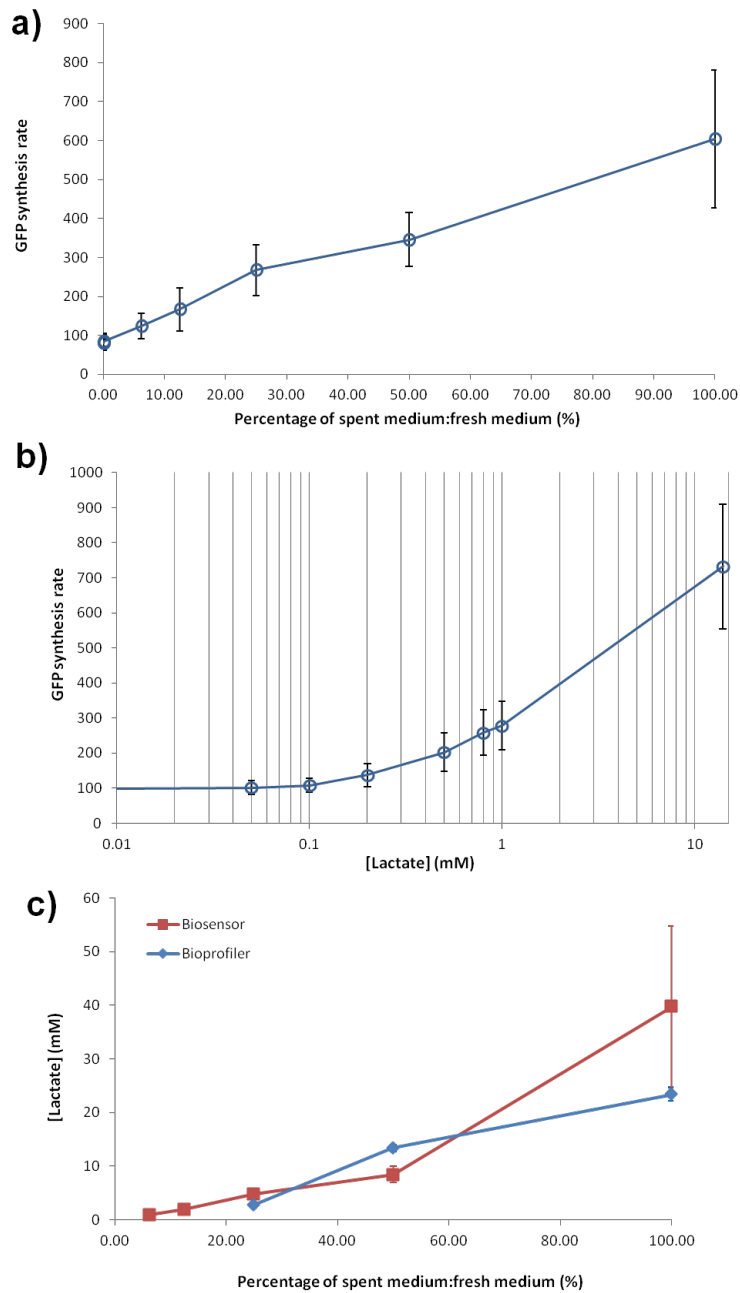 a)
900
800
700
600
500
400
300
200
100
0
GFP synthesis rate
0.00 10.00 20.00 30.00 40.00 50.00 60.00 70.00 80.00 90.00 100.00
Percentage of spent medium:fresh medium (%)
b)
1000
900
800
700
600
500
400
300
200
100
0
GFP synthesis rate
0.01 0.1 1 10
[Lactate] (mM)
c)
60
50
40
30
20
10
0
[Lactate] (mM)
Biosensor
Bioprofiler
0.00 20.00 40.00 60.00 80.00 100.00
Percentage of spent medium:fresh medium (%)